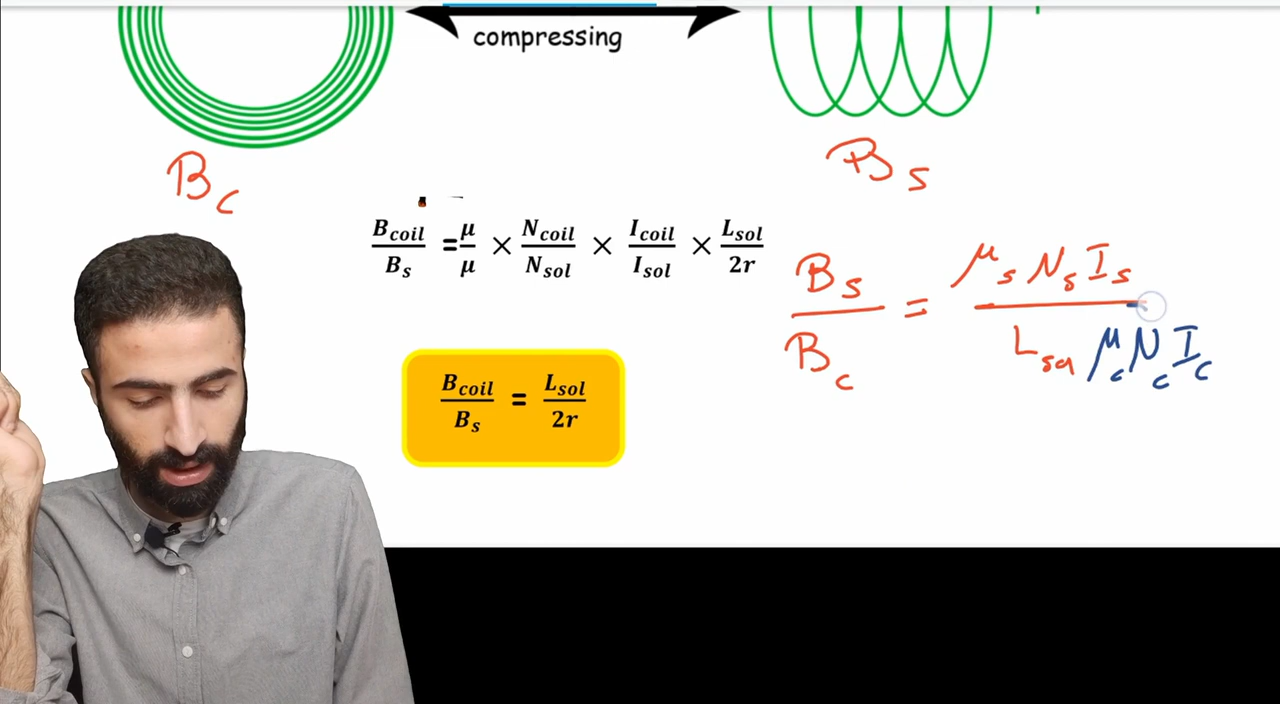 compressing
B_c
B_s
B_coil/B_s = μ/μ × N_coil/N_sol × I_coil/I_sol × L_sol/2r
B_s/B_c = μ_s N_s I_s / L_sol μ_c N_c I_c
B_coil/B_s = L_sol/2r